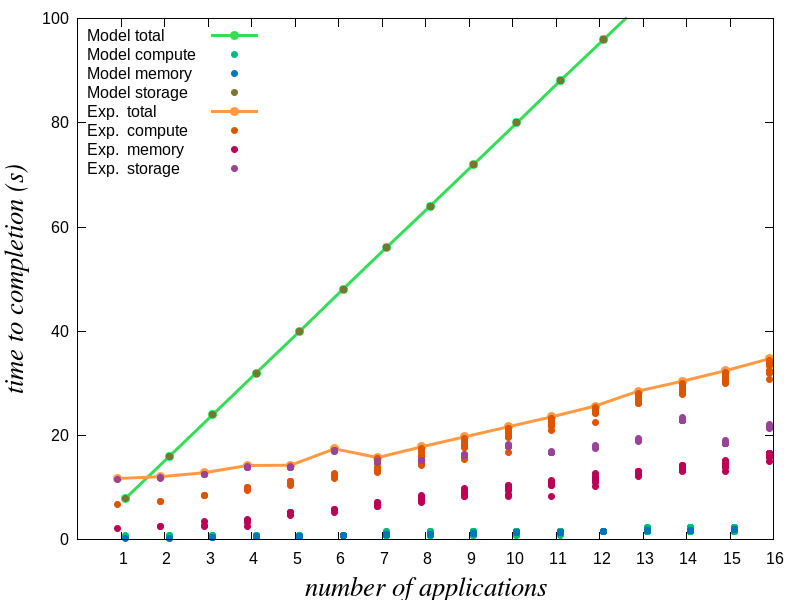 100
80
60
40
20
0
time to completion (s)
Model total
Model compute
Model memory
Model storage
Exp. total
Exp. compute
Exp. memory
Exp. storage
1 2 3 4 5 6 7 8 9 10 11 12 13 14 15 16
number of applications